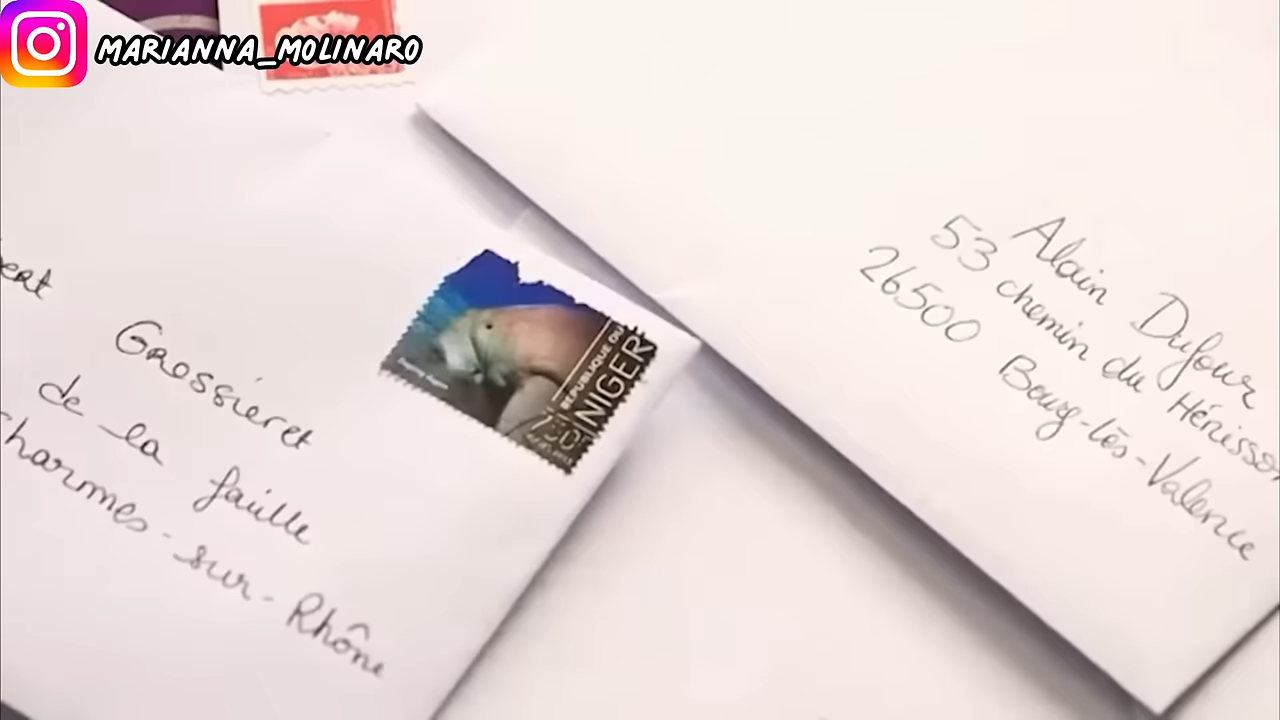 MARIANNA_MOLINARO
Grossieret
de la faille
Charmes-sur-Rhône
RÉPUBLIQUE DU
NIGER
750
Alain Dufour
53 chemin du Hérisson
26500 Bourg-lès-Valence